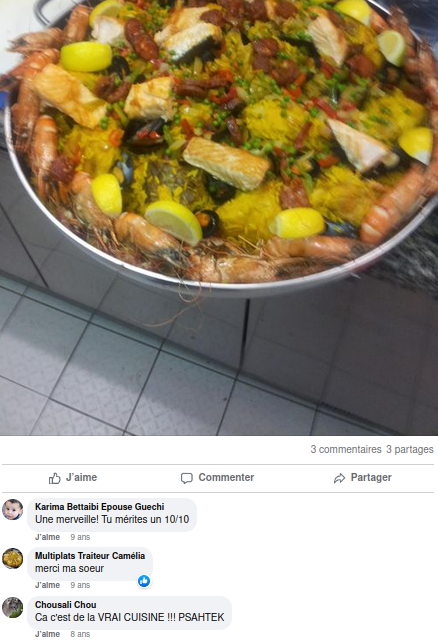 3 commentaires 3 partages
J'aime Commenter Partager
Karima Bettaibi Epouse Guechi
Une merveille! Tu mérites un 10/10
J'aime 9 ans
Multiplats Traiteur Camélia
merci ma soeur
J'aime 9 ans
Chousali Chou
Ca c'est de la VRAI CUISINE !!! PSAHTEK
J'aime 8 ans